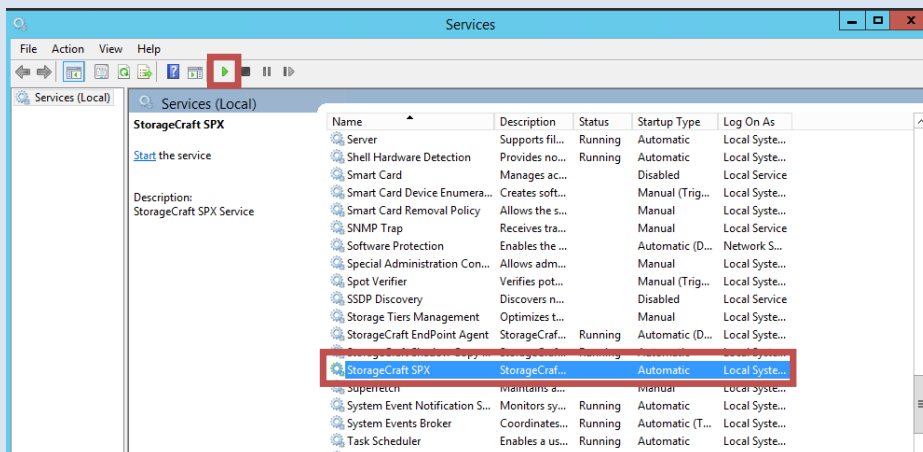 Services
File Action View Help
Services (Local)
Services (Local)
StorageCraft SPX
Start the service
Description:
StorageCraft SPX Service
Name Description Status Startup Type Log On As
Server Supports fil... Running Automatic Local Syste...
Shell Hardware Detection Provides no... Running Automatic Local Syste...
Smart Card Manages ac... Disabled Local Service
Smart Card Device Enumera... Creates soft... Manual (Trig... Local Syste...
Smart Card Removal Policy Allows the s... Manual Local Syste...
SNMP Trap Receives tra... Manual Local Service
Software Protection Enables the ... Automatic (D... Network S...
Special Administration Con... Allows adm... Manual Local Syste...
Spot Verifier Verifies pot... Manual (Trig... Local Syste...
SSDP Discovery Discovers n... Disabled Local Service
Storage Tiers Management Optimizes t... Manual Local Syste...
StorageCraft EndPoint Agent StorageCraf... Running Automatic (D... Local Syste...
StorageCraft Shadow Copy ... StorageCraf... Running Automatic Local Syste...
StorageCraft SPX StorageCraf... Automatic Local Syste...
Superfetch Maintains a... Manual Local Syste...
System Event Notification S... Monitors sy... Running Automatic Local Syste...
System Events Broker Coordinates... Running Automatic (T... Local Syste...
Task Scheduler Enables a us... Running Automatic Local Syste...